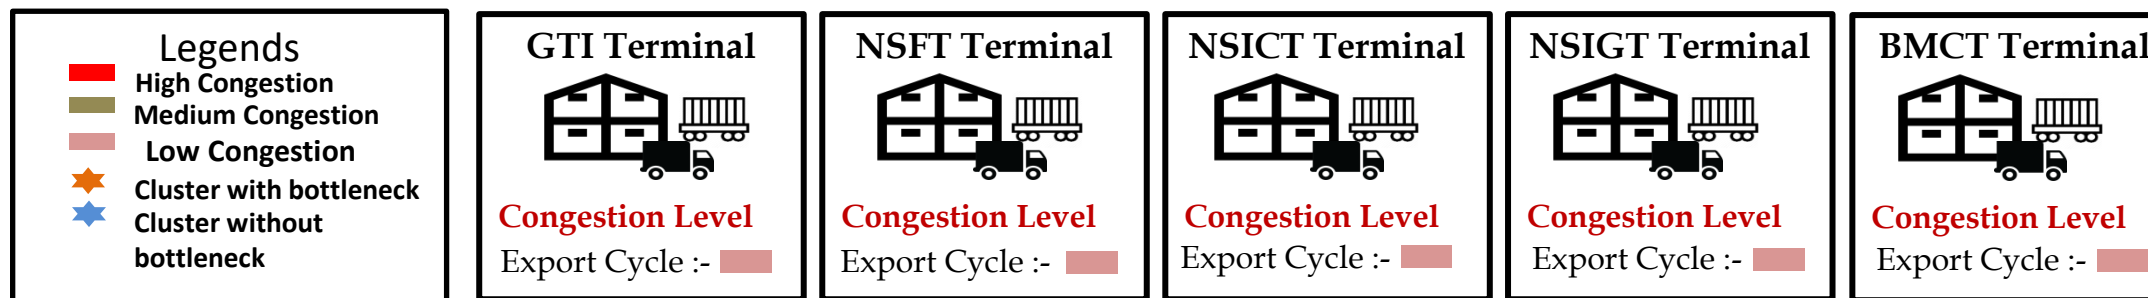 Legends
High Congestion
Medium Congestion
Low Congestion
Cluster with bottleneck
Cluster without
bottleneck
GTI Terminal
Congestion Level
Export Cycle :-
NSFT Terminal
Congestion Level
Export Cycle :-
NSICT Terminal
Congestion Level
Export Cycle :-
NSIGT Terminal
Congestion Level
Export Cycle :-
BMCT Terminal
Congestion Level
Export Cycle :-